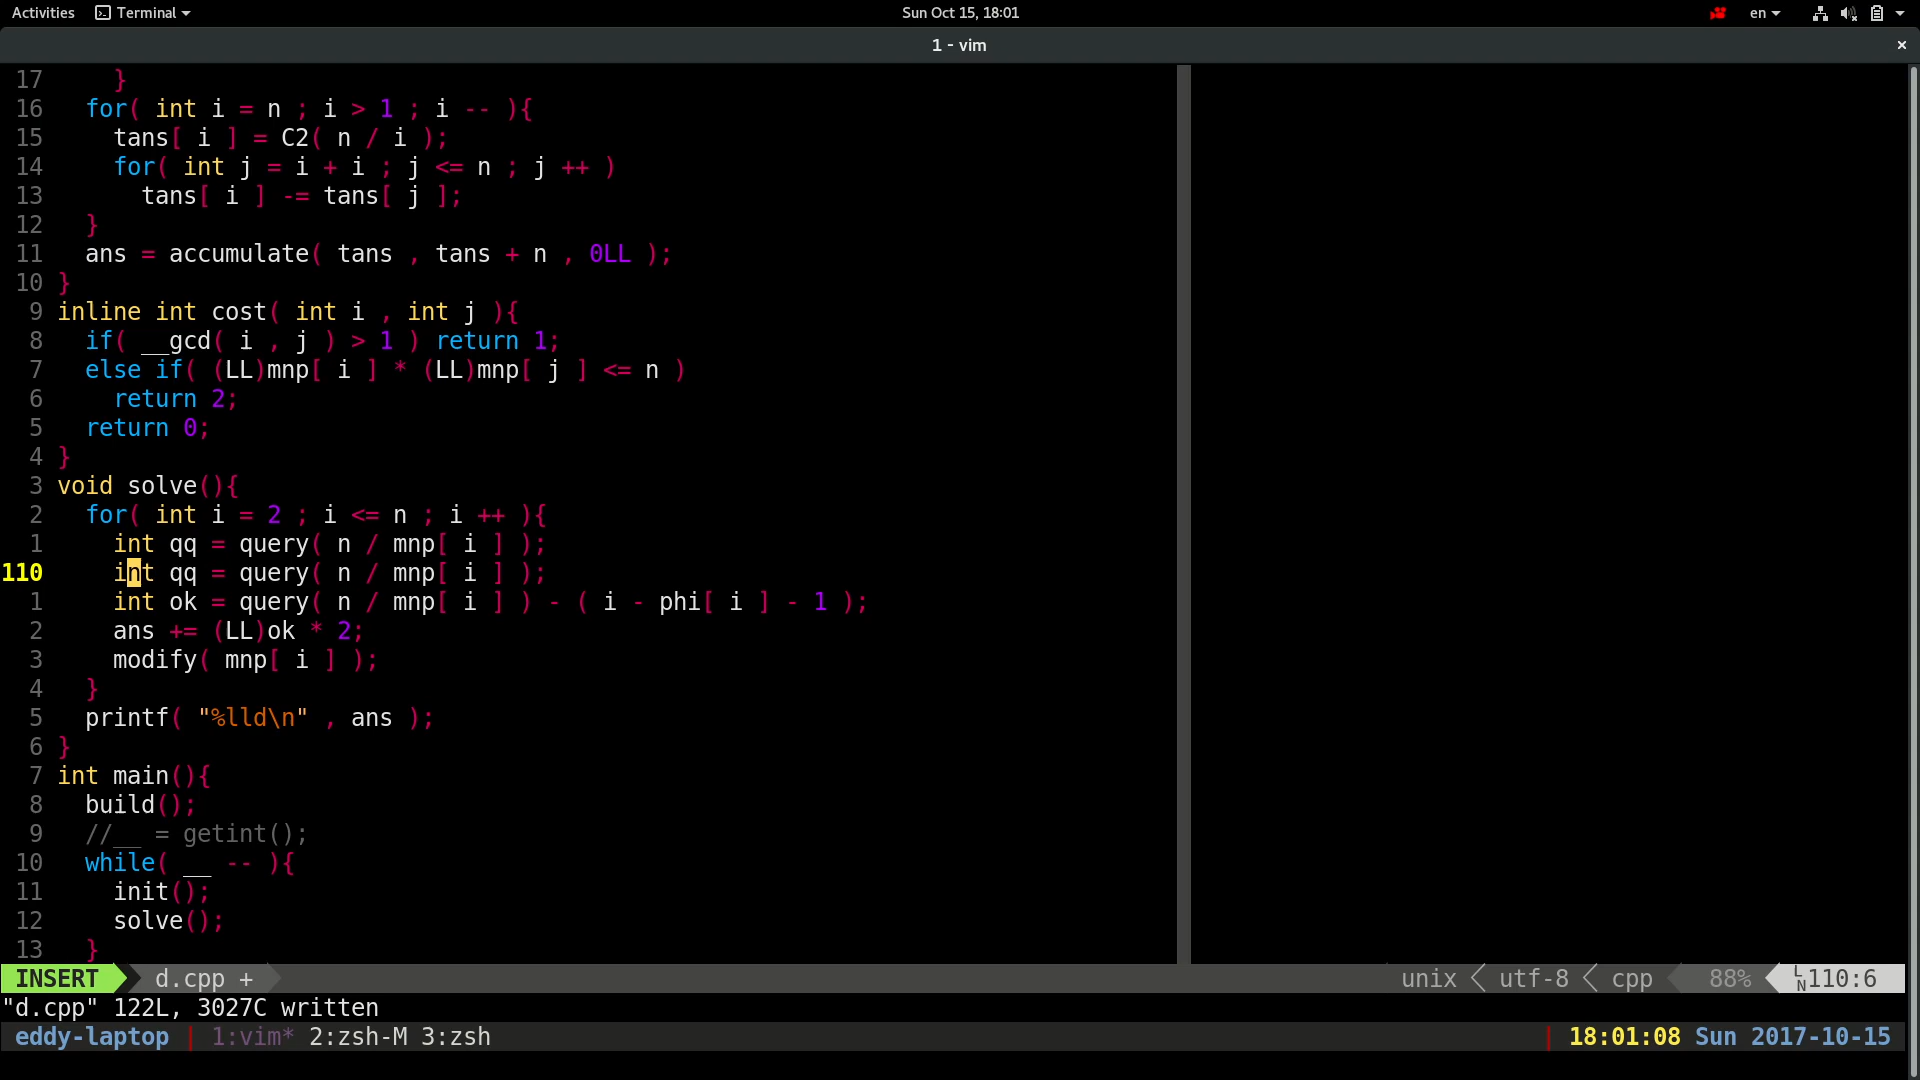 Activities Terminal Sun Oct 15, 18:01 en
1 - vim
17 }
16 for( int i = n ; i > 1 ; i -- ){
15 tans[ i ] = C2( n / i );
14 for( int j = i + i ; j <= n ; j ++ )
13 tans[ i ] -= tans[ j ];
12 }
11 ans = accumulate( tans , tans + n , 0LL );
10 }
9 inline int cost( int i , int j ){
8 if( __gcd( i , j ) > 1 ) return 1;
7 else if( (LL)mnp[ i ] * (LL)mnp[ j ] <= n )
6 return 2;
5 return 0;
4 }
3 void solve(){
2 for( int i = 2 ; i <= n ; i ++ ){
1 int qq = query( n / mnp[ i ] );
110 int qq = query( n / mnp[ i ] );
1 int ok = query( n / mnp[ i ] ) - ( i - phi[ i ] - 1 );
2 ans += (LL)ok * 2;
3 modify( mnp[ i ] );
4 }
5 printf( "%lld\n" , ans );
6 }
7 int main(){
8 build();
9 //__ = getint();
10 while( __ -- ){
11 init();
12 solve();
13 }
INSERT d.cpp + unix utf-8 cpp 88% LN 110:6
"d.cpp" 122L, 3027C written
eddy-laptop 1:vim* 2:zsh-M 3:zsh 18:01:08 Sun 2017-10-15